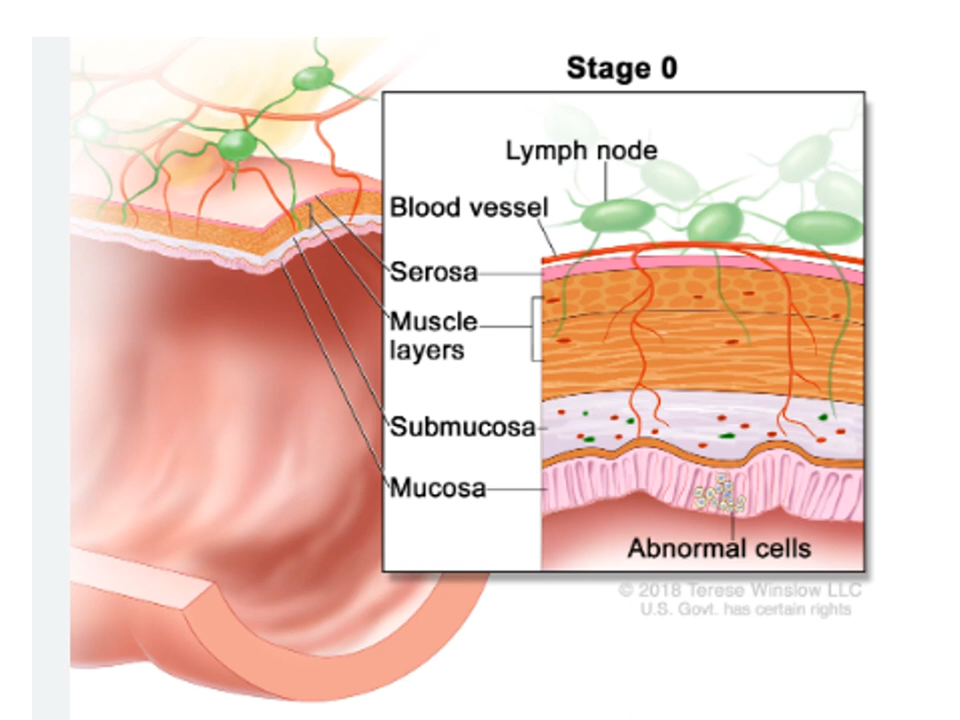 Stage 0
Lymph node
Blood vessel
Serosa
Muscle
layers
Submucosa
Mucosa
Abnormal cells
© 2018 Terese Winslow LLC
U.S. Govt. has certain rights